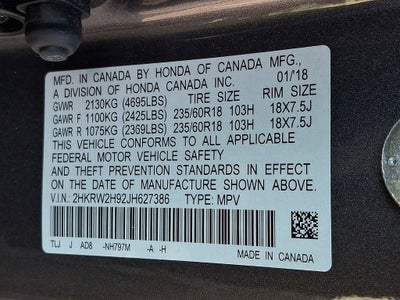 MFD. IN CANADA BY HONDA OF CANADA MFG.,
A DIVISION OF HONDA CANADA INC. 01/18
GVWR 2130KG (4695LBS) TIRE SIZE RIM SIZE
GAWR F 1100KG (2425LBS) 235/60R18 103H 18X7.5J
GAWR R 1075KG (2369LBS) 235/60R18 103H 18X7.5J
THIS VEHICLE CONFORMS TO ALL APPLICABLE
FEDERAL MOTOR VEHICLE SAFETY
AND THEFT PREVENTION STANDARDS IN EFFECT
ON THE DATE OF MANUFACTURE SHOWN ABOVE.
V.I.N.: 2HKRW2H92JH627386 TYPE: MPV
TLJ J AD8 -NH797M -A -H
MADE IN CANADA